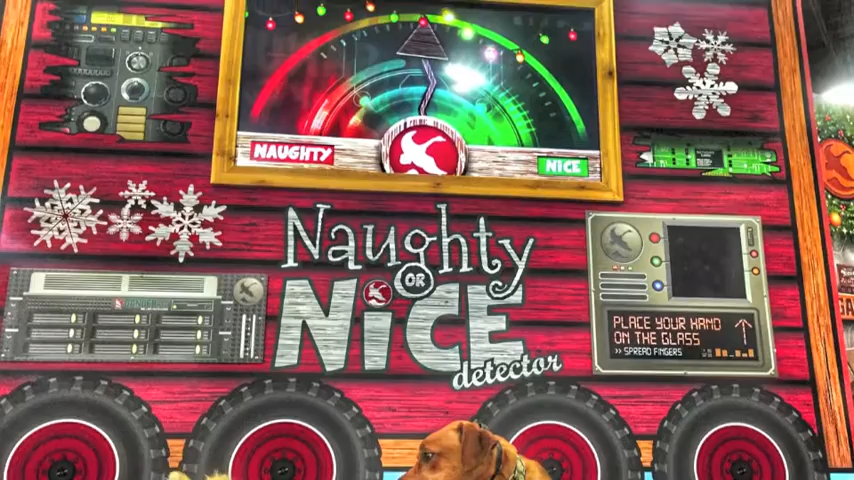 NAUGHTY
NICE
Naughty
OR
NiCE
detector
PLACE YOUR HAND
ON THE GLASS
>> SPREAD FINGERS